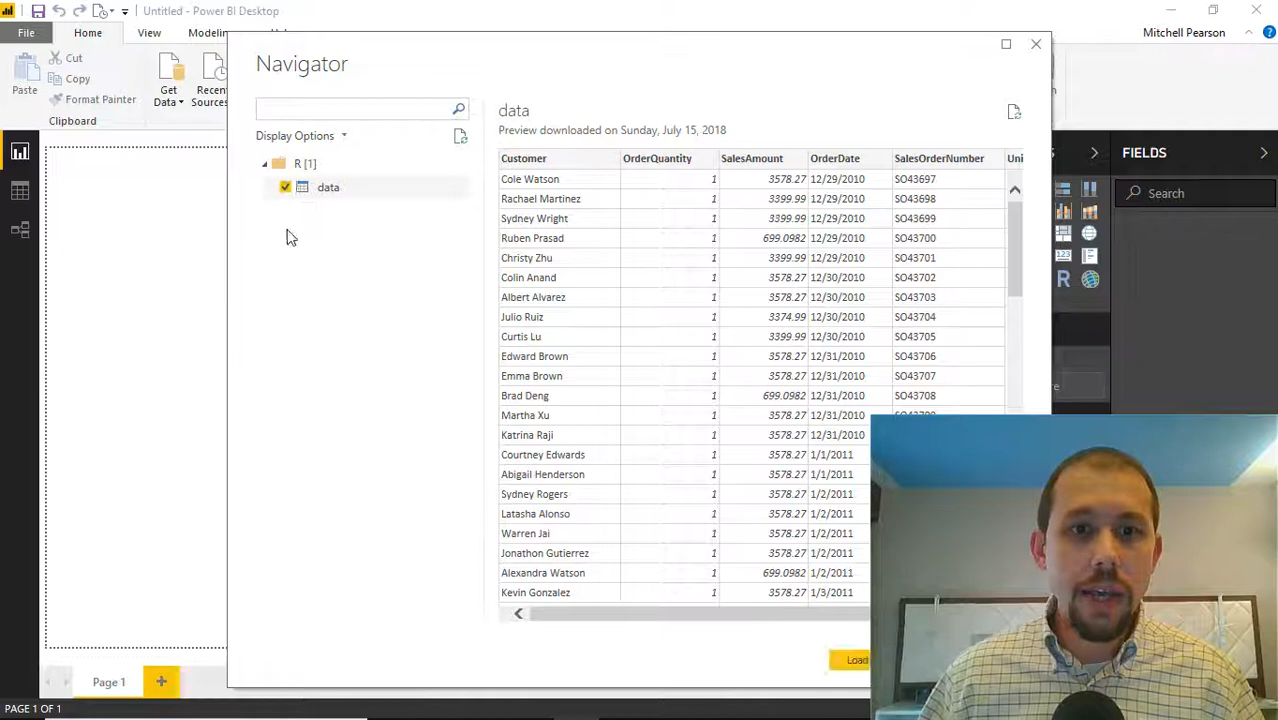 Untitled - Power BI Desktop
File Home View Modelin
Mitchell Pearson
Paste
Cut
Copy
Format Painter
Clipboard
Get Data
Recent Sources
Navigator
Display Options
R [1]
data
data
Preview downloaded on Sunday, July 15, 2018
Customer OrderQuantity SalesAmount OrderDate SalesOrderNumber Uni
Cole Watson 1 3578.27 12/29/2010 SO43697
Rachael Martinez 1 3399.99 12/29/2010 SO43698
Sydney Wright 1 3399.99 12/29/2010 SO43699
Ruben Prasad 1 699.0982 12/29/2010 SO43700
Christy Zhu 1 3399.99 12/29/2010 SO43701
Colin Anand 1 3578.27 12/30/2010 SO43702
Albert Alvarez 1 3578.27 12/30/2010 SO43703
Julio Ruiz 1 3374.99 12/30/2010 SO43704
Curtis Lu 1 3399.99 12/30/2010 SO43705
Edward Brown 1 3578.27 12/31/2010 SO43706
Emma Brown 1 3578.27 12/31/2010 SO43707
Brad Deng 1 699.0982 12/31/2010 SO43708
Martha Xu 1 3578.27 12/31/2010
Katrina Raji 1 3578.27 12/31/2010
Courtney Edwards 1 3578.27 1/1/2011
Abigail Henderson 1 3578.27 1/1/2011
Sydney Rogers 1 3578.27 1/2/2011
Latasha Alonso 1 3578.27 1/2/2011
Warren Jai 1 3578.27 1/2/2011
Jonathon Gutierrez 1 3578.27 1/2/2011
Alexandra Watson 1 699.0982 1/2/2011
Kevin Gonzalez 1 3578.27 1/3/2011
Load
FIELDS
Search
R
123
Page 1
PAGE 1 OF 1